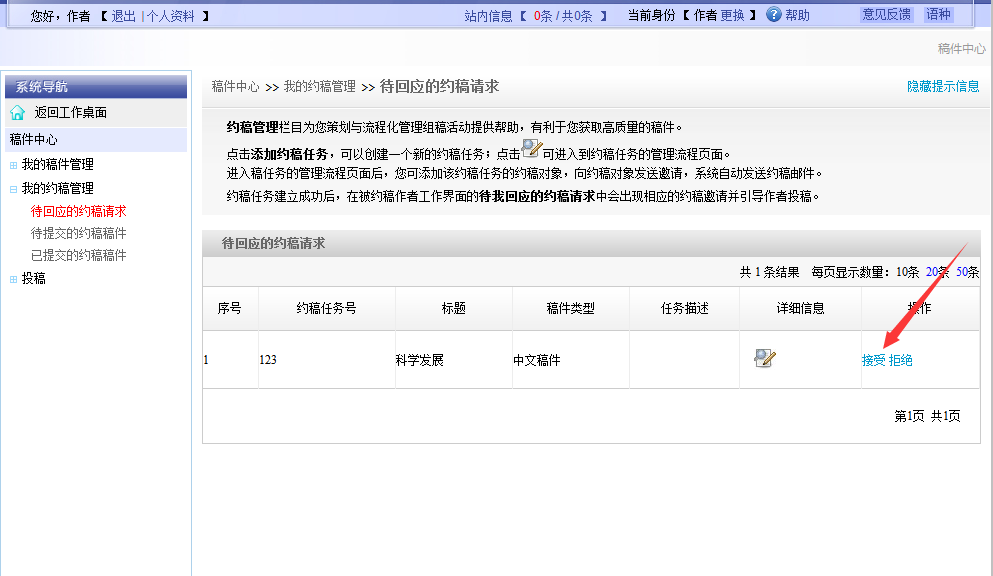 您好，作者 【 退出 | 个人资料 】 站内信息 【 0条 / 共0条 】 当前身份 【 作者 更换 】 帮助 意见反馈 语种
稿件中心
系统导航
返回工作桌面
稿件中心
我的稿件管理
我的约稿管理
待回应的约稿请求
待提交的约稿稿件
已提交的约稿稿件
投稿
稿件中心 >> 我的约稿管理 >> 待回应的约稿请求 隐藏提示信息
约稿管理栏目为您策划与流程化管理组稿活动提供帮助，有利于您获取高质量的稿件。
点击添加约稿任务，可以创建一个新的约稿任务；点击可进入到约稿任务的管理流程页面。
进入稿任务的管理流程页面后，您可添加该约稿任务的约稿对象，向约稿对象发送邀请，系统自动发送约稿邮件。
约稿任务建立成功后，在被约稿作者工作界面的待我回应的约稿请求中会出现相应的约稿邀请并引导作者投稿。
待回应的约稿请求
共 1 条结果 每页显示数量：10条 20条 50条
序号 约稿任务号 标题 稿件类型 任务描述 详细信息 操作
1 123 科学发展 中文稿件 接受 拒绝
第1页 共1页